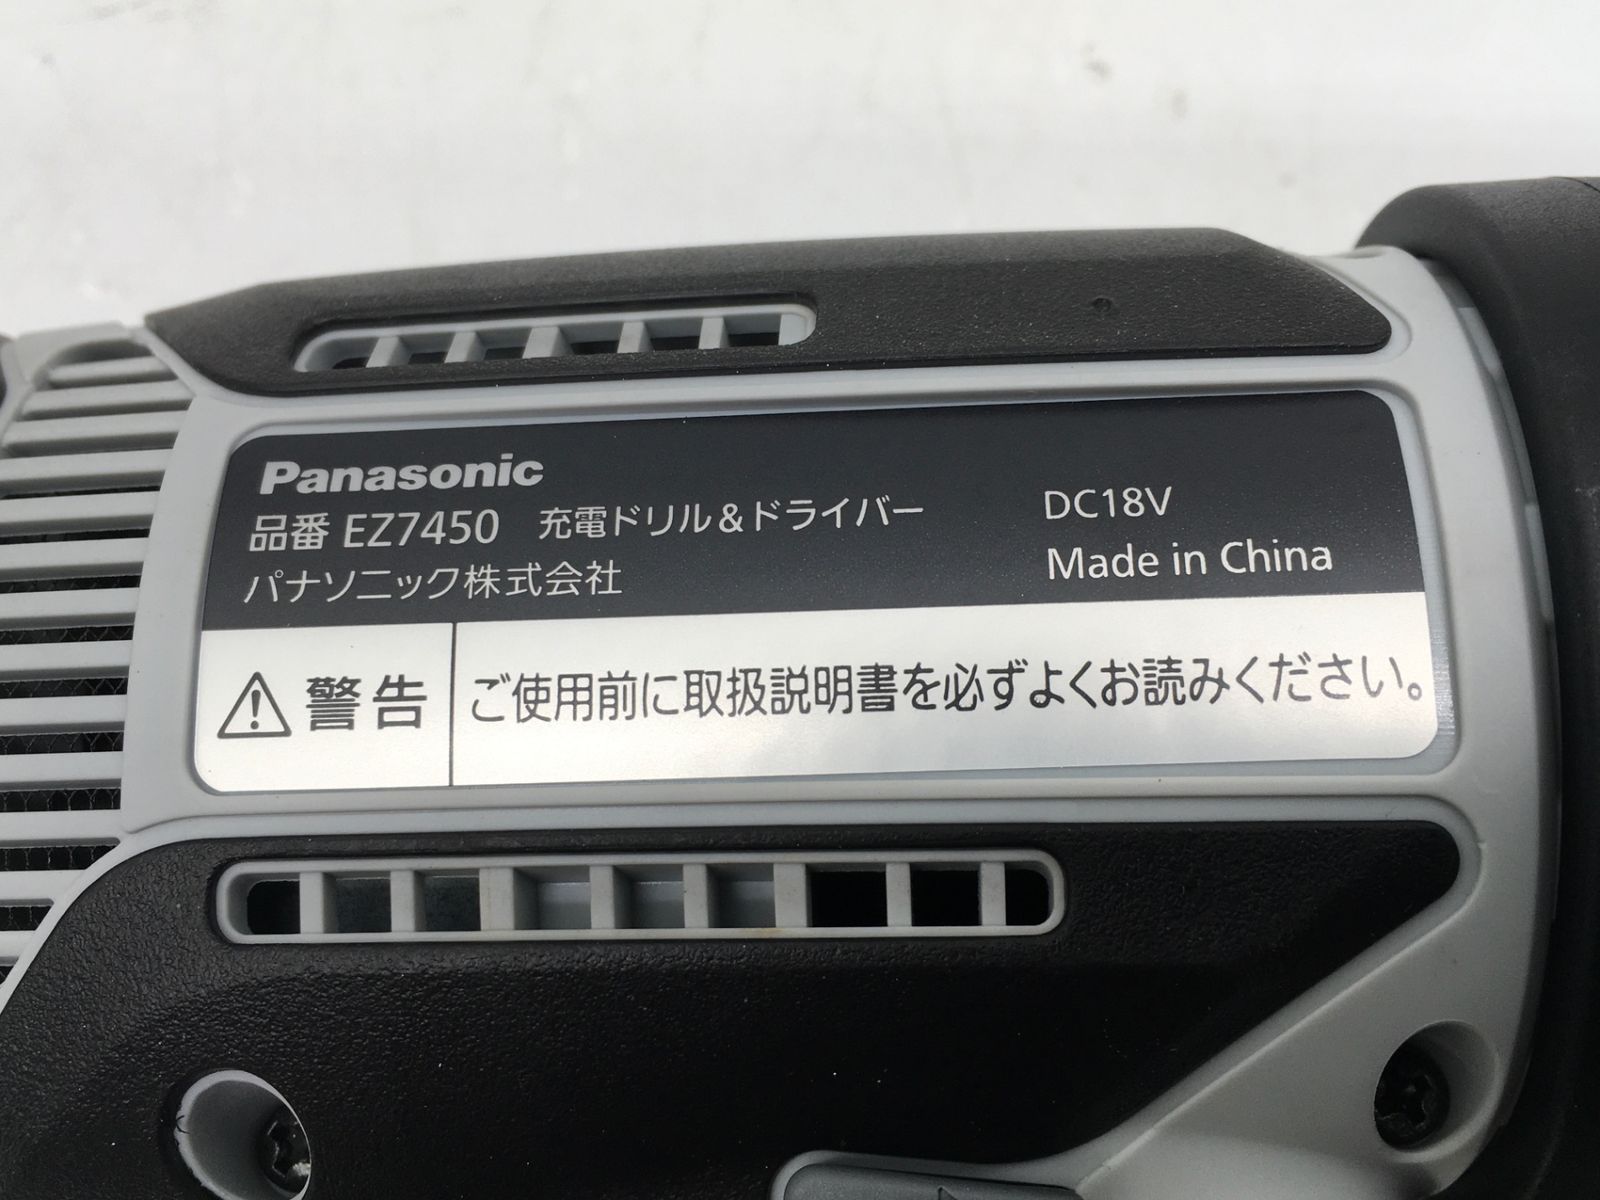 Panasonic
品番 EZ7450 充電ドリル&ドライバー DC18V
パナソニック株式会社 Made in China
警告 ご使用前に取扱説明書を必ずよくお読みください。